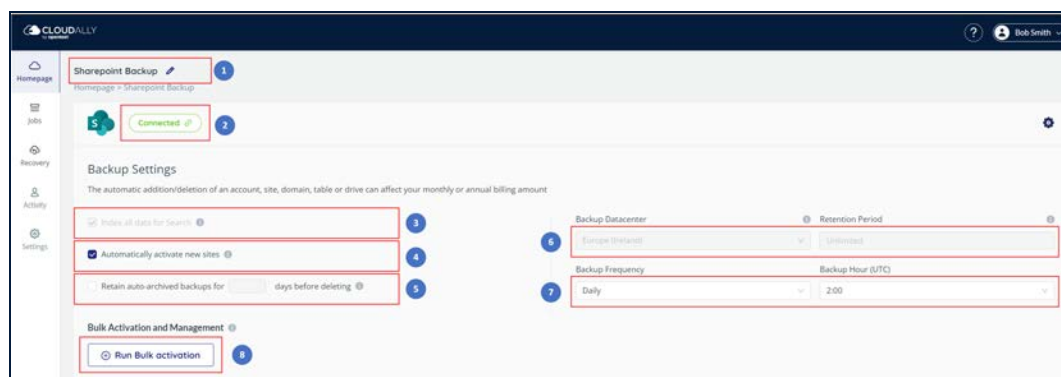 CLOUDALLY
by opentext
?
Bob Smith
Homepage
Jobs
Recovery
Activity
Settings
Sharepoint Backup
1
Homepage > Sharepoint Backup
S
Connected
2
Backup Settings
The automatic addition/deletion of an account, site, domain, table or drive can affect your monthly or annual billing amount
Index all data for Search
3
Automatically activate new sites
4
Retain auto-archived backups for days before deleting
5
Backup Datacenter
Retention Period
Europe (Ireland)
Unlimited
6
Backup Frequency
Backup Hour (UTC)
Daily
2:00
7
Bulk Activation and Management
Run Bulk activation
8